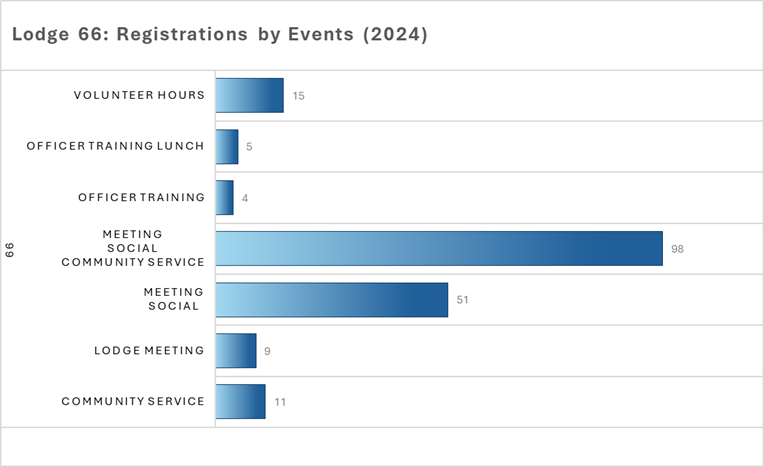 Lodge 66: Registrations by Events (2024)
VOLUNTEER HOURS 15
OFFICER TRAINING LUNCH 5
OFFICER TRAINING 4
MEETING
SOCIAL
COMMUNITY SERVICE 98
MEETING
SOCIAL 51
LODGE MEETING 9
COMMUNITY SERVICE 11
66